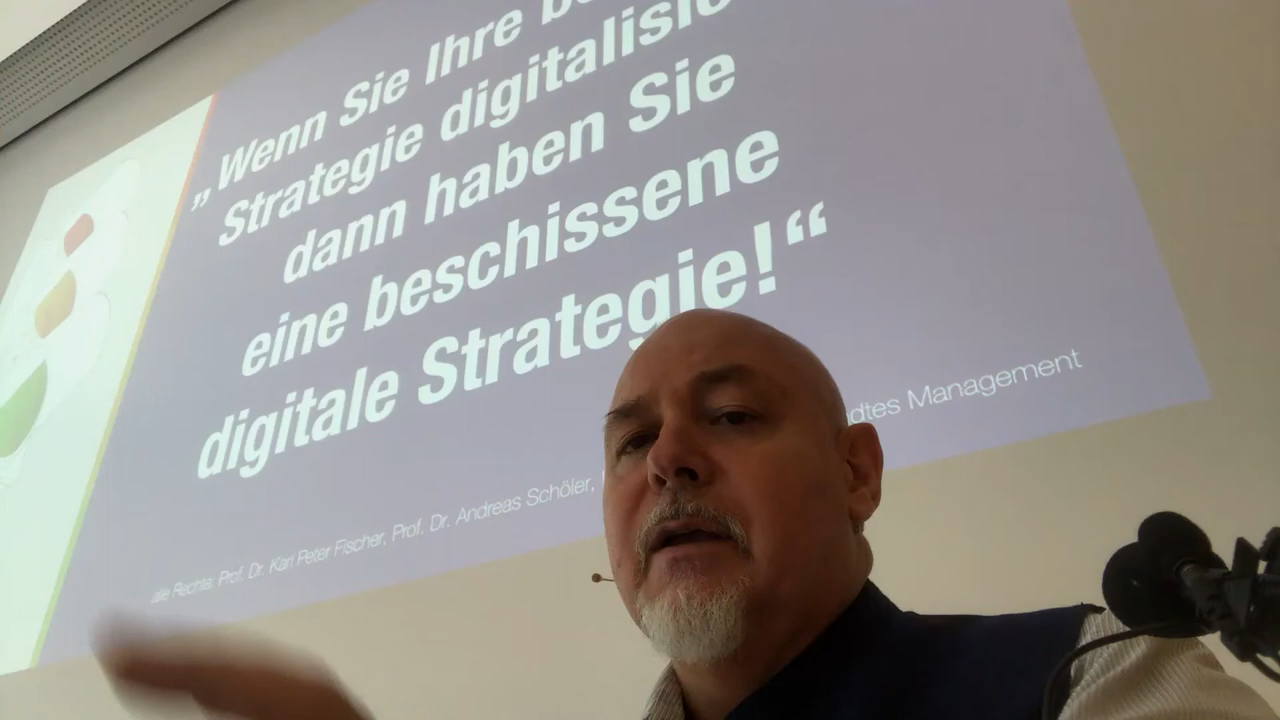 „Wenn Sie Ihre
Strategie
dann haben Sie
eine beschissene
digitale Strategie!“
alle Rechte: Prof. Dr. Karl Peter Fischer, Prof. Dr. Andreas Schöler,
Management